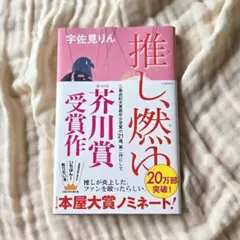 宇佐見りん
推し、燃ゆ
芥川賞
受賞作
20万部
突破!
推しが炎上した。
ファンを殴ったらしい
本屋大賞ノミネート!